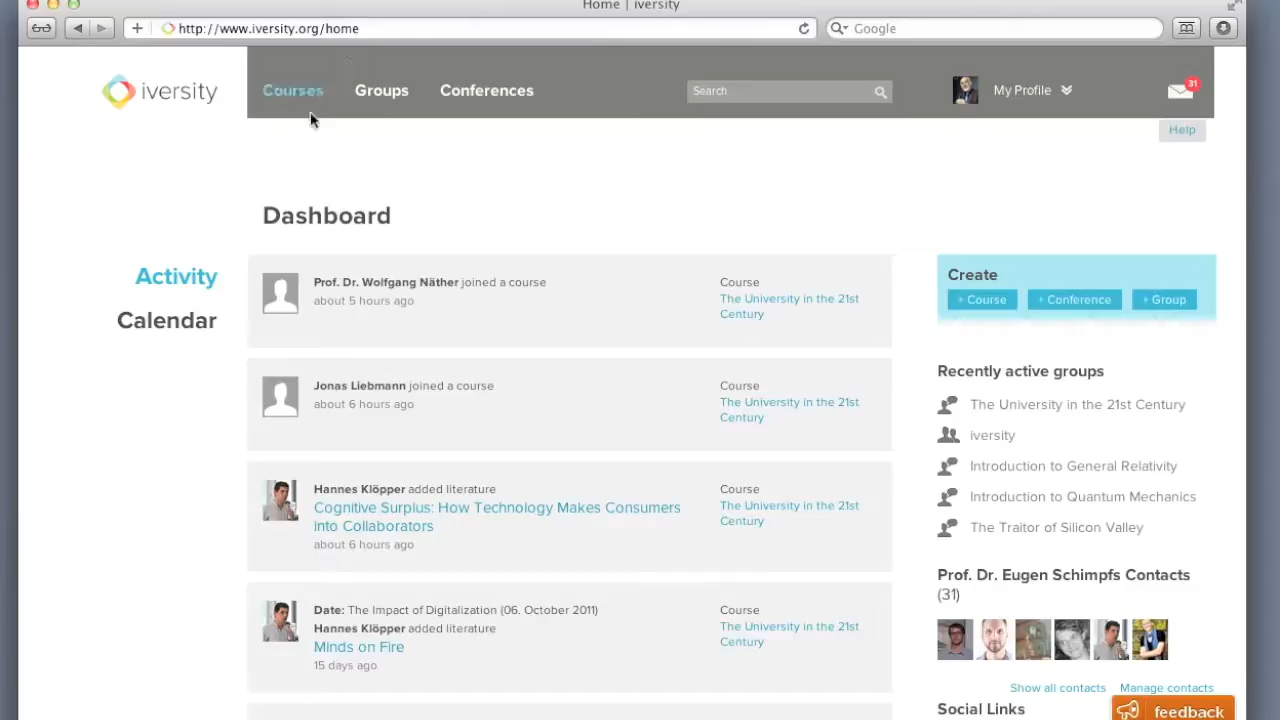 Home | iversity
http://www.iversity.org/home
Google
iversity
Courses
Groups
Conferences
Search
My Profile
31
Help
Dashboard
Activity
Calendar
Prof. Dr. Wolfgang Näther joined a course
about 5 hours ago
Course
The University in the 21st
Century
Jonas Liebmann joined a course
about 6 hours ago
Course
The University in the 21st
Century
Hannes Klöpper added literature
Cognitive Surplus: How Technology Makes Consumers
into Collaborators
about 6 hours ago
Course
The University in the 21st
Century
Date: The Impact of Digitalization (06. October 2011)
Hannes Klöpper added literature
Minds on Fire
15 days ago
Course
The University in the 21st
Century
Create
+ Course
+ Conference
+ Group
Recently active groups
The University in the 21st Century
iversity
Introduction to General Relativity
Introduction to Quantum Mechanics
The Traitor of Silicon Valley
Prof. Dr. Eugen Schimpfs Contacts
(31)
Show all contacts
Manage contacts
Social Links
feedback